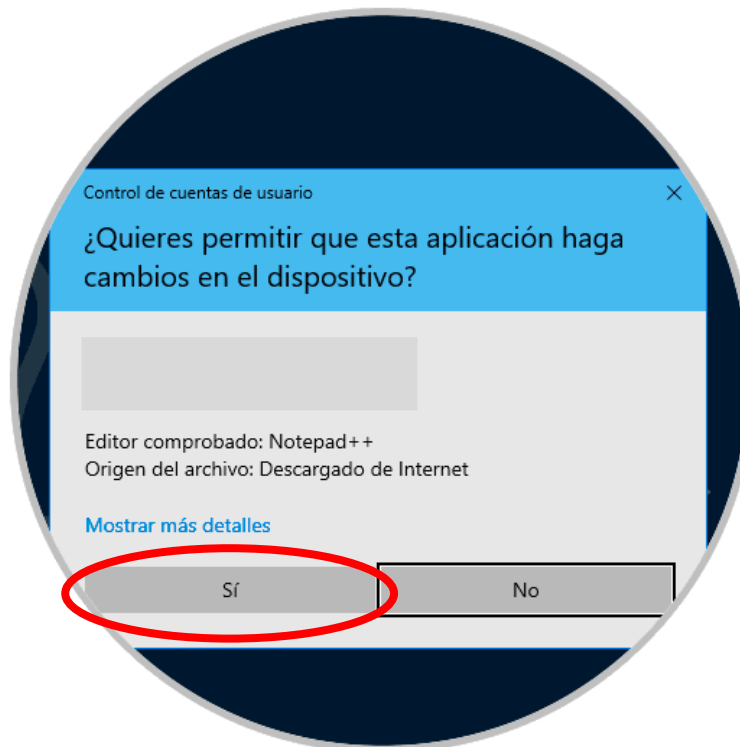 Control de cuentas de usuario
¿Quieres permitir que esta aplicación haga
cambios en el dispositivo?
Editor comprobado: Notepad++
Origen del archivo: Descargado de Internet
Mostrar más detalles
Sí
No